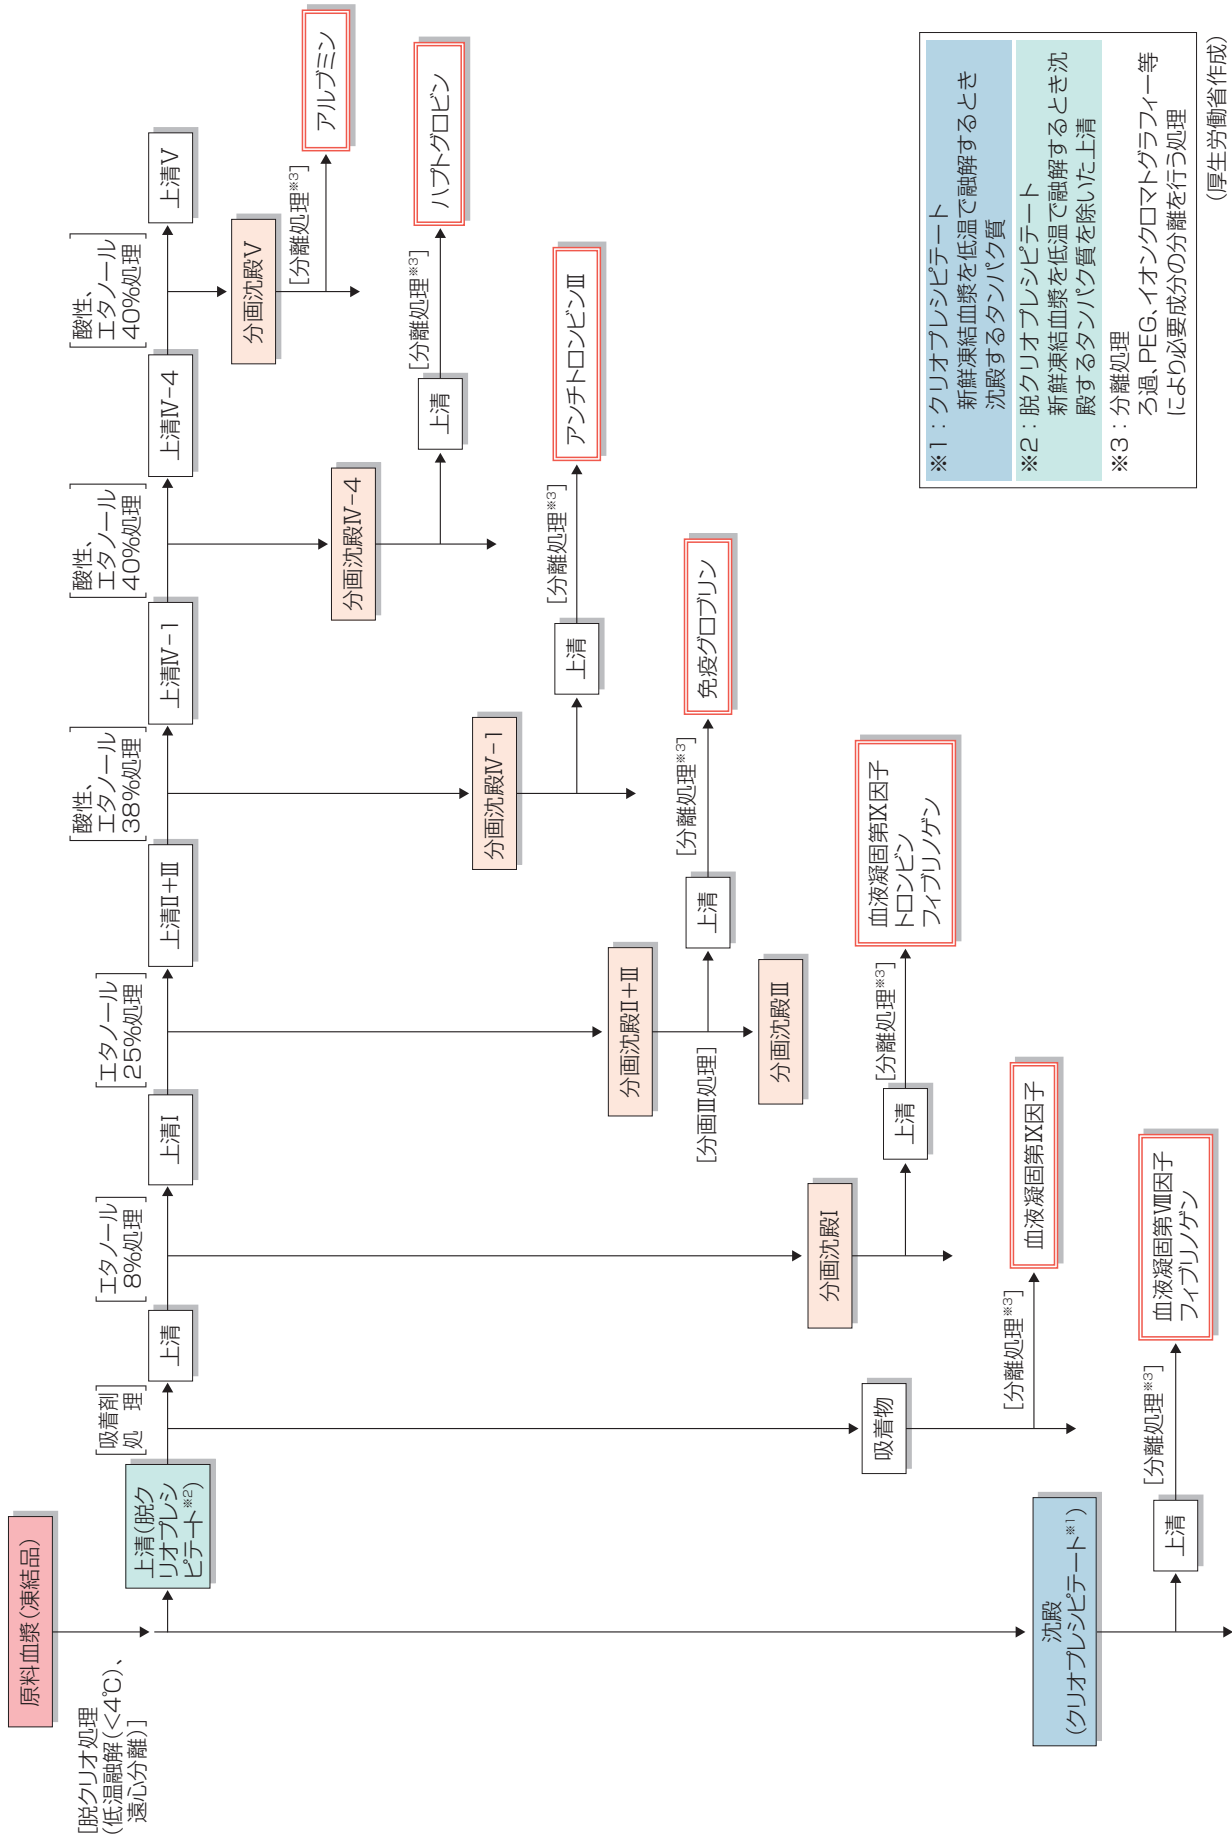 原料血漿(凍結品)
[脱クリオ処理
(低温融解(<4℃)、
遠心分離)]
上清(脱ク
リオプレシ
ピテート※2)
[吸着剤
処　理]
上清
[エタノール
8%処理]
上清Ⅰ
[エタノール
25%処理]
上清Ⅱ+Ⅲ
[酸性、
エタノール
38%処理]
上清Ⅳ-1
[酸性、
エタノール
40%処理]
上清Ⅳ-4
[酸性、
エタノール
40%処理]
上清Ⅴ
分画沈殿Ⅴ
[分離処理※3]
アルブミン
分画沈殿Ⅳ-4
上清
[分離処理※3]
ハプトグロビン
分画沈殿Ⅳ-1
上清
[分離処理※3]
アンチトロンビンⅢ
分画沈殿Ⅱ+Ⅲ
[分画Ⅲ処理]
上清
[分離処理※3]
免疫グロブリン
分画沈殿Ⅲ
分画沈殿Ⅰ
上清
[分離処理※3]
血液凝固第Ⅸ因子
トロンビン
フィブリノゲン
吸着物
[分離処理※3]
血液凝固第Ⅸ因子
沈殿
(クリオプレシピテート※1)
上清
[分離処理※3]
血液凝固第Ⅷ因子
フィブリノゲン
※1：クリオプレシピテート
新鮮凍結血漿を低温で融解するとき
沈殿するタンパク質
※2：脱クリオプレシピテート
新鮮凍結血漿を低温で融解するとき沈
殿するタンパク質を除いた上清
※3：分離処理
ろ過、PEG、イオンクロマトグラフィー等
により必要成分の分離を行う処理
(厚生労働省作成)